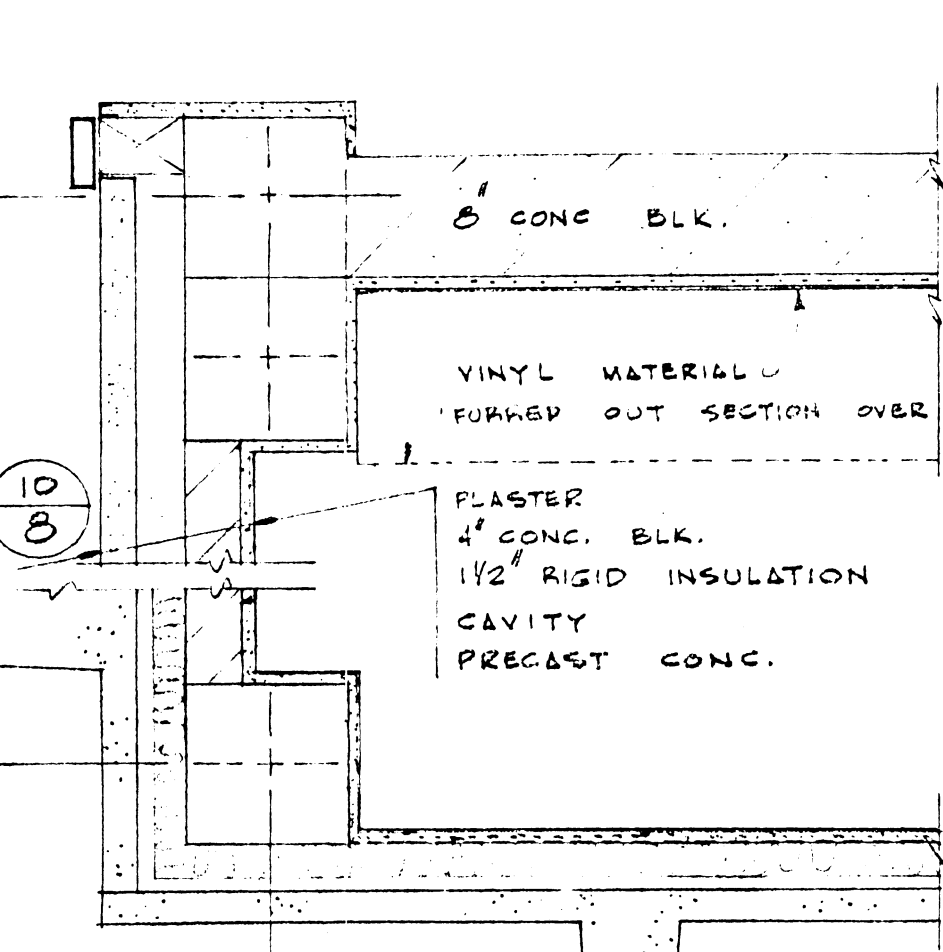 8" CONC BLK.
VINYL MATERIAL
FURRED OUT SECTION OVER
10
8
PLASTER
4" CONC. BLK.
1 1/2" RIGID INSULATION
CAVITY
PRECAST CONC.